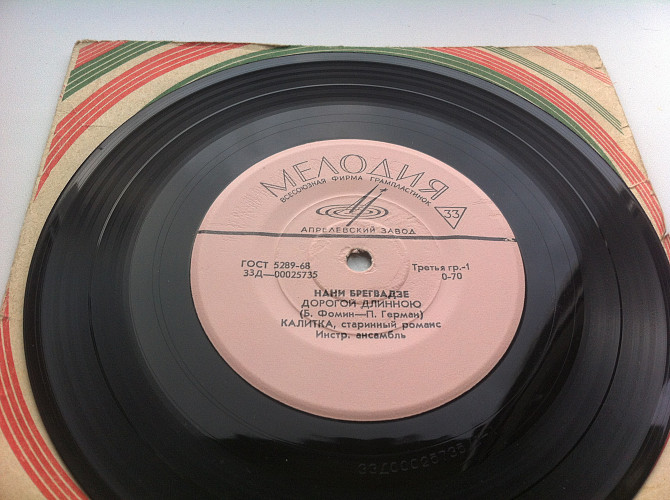 МЕЛОДИЯ
ВСЕСОЮЗНАЯ ФИРМА ГРАМПЛАСТИНОК
33
АПРЕЛЕВСКИЙ ЗАВОД
ГОСТ 5289-68
33Д—00025735
Третья гр.-1
0-70
НАНИ БРЕГВАДЗЕ
ДОРОГОЙ ДЛИННОЮ
(Б. Фомин—П. Герман)
КАЛИТКА, старинный романс
Инстр. ансамбль